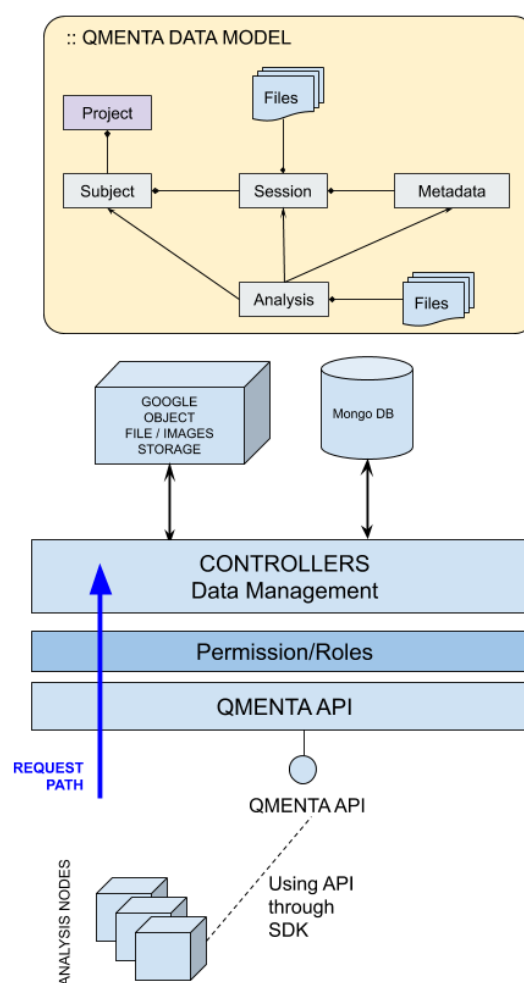 :: QMENTA DATA MODEL
Files
Project
Subject
Session
Metadata
Analysis
Files
GOOGLE
OBJECT
FILE / IMAGES
STORAGE
Mongo DB
CONTROLLERS
Data Management
Permission/Roles
QMENTA API
REQUEST
PATH
QMENTA API
Using API
through
SDK
ANALYSIS NODES